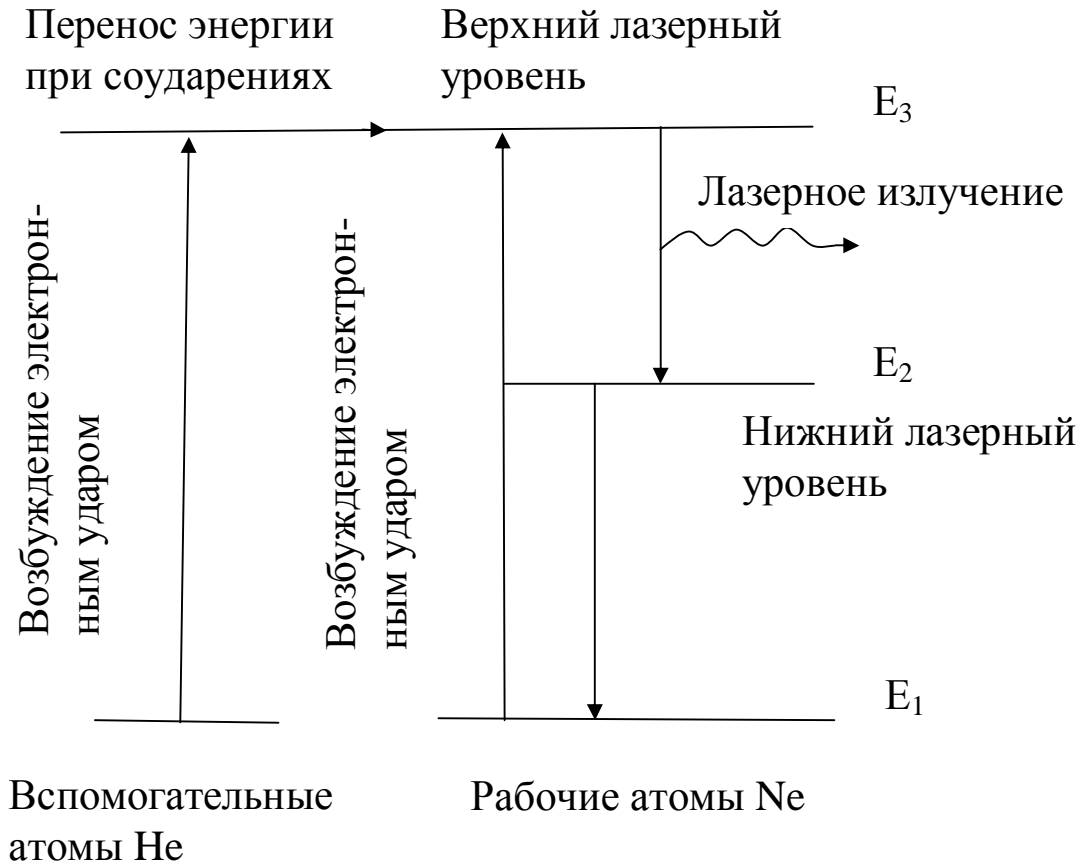 Перенос энергии
при соударениях
Верхний лазерный
уровень
E3
Лазерное излучение
Возбуждение электрон-
ным ударом
Возбуждение электрон-
ным ударом
E2
Нижний лазерный
уровень
E1
Вспомогательные
атомы He
Рабочие атомы Ne